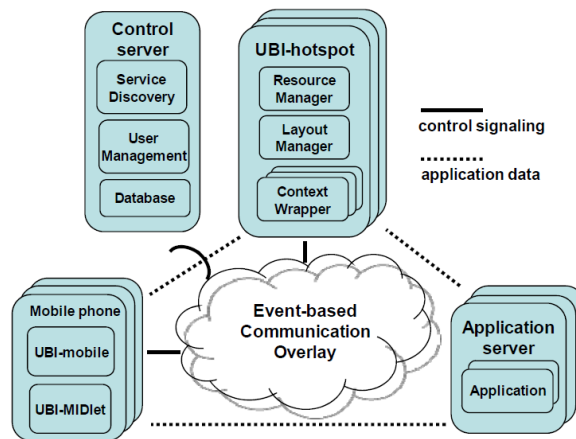 Control
server
Service
Discovery
User
Management
Database
UBI-hotspot
Resource
Manager
Layout
Manager
Context
Wrapper
control signaling
application data
Mobile phone
UBI-mobile
UBI-MIDlet
Event-based
Communication
Overlay
Application
server
Application